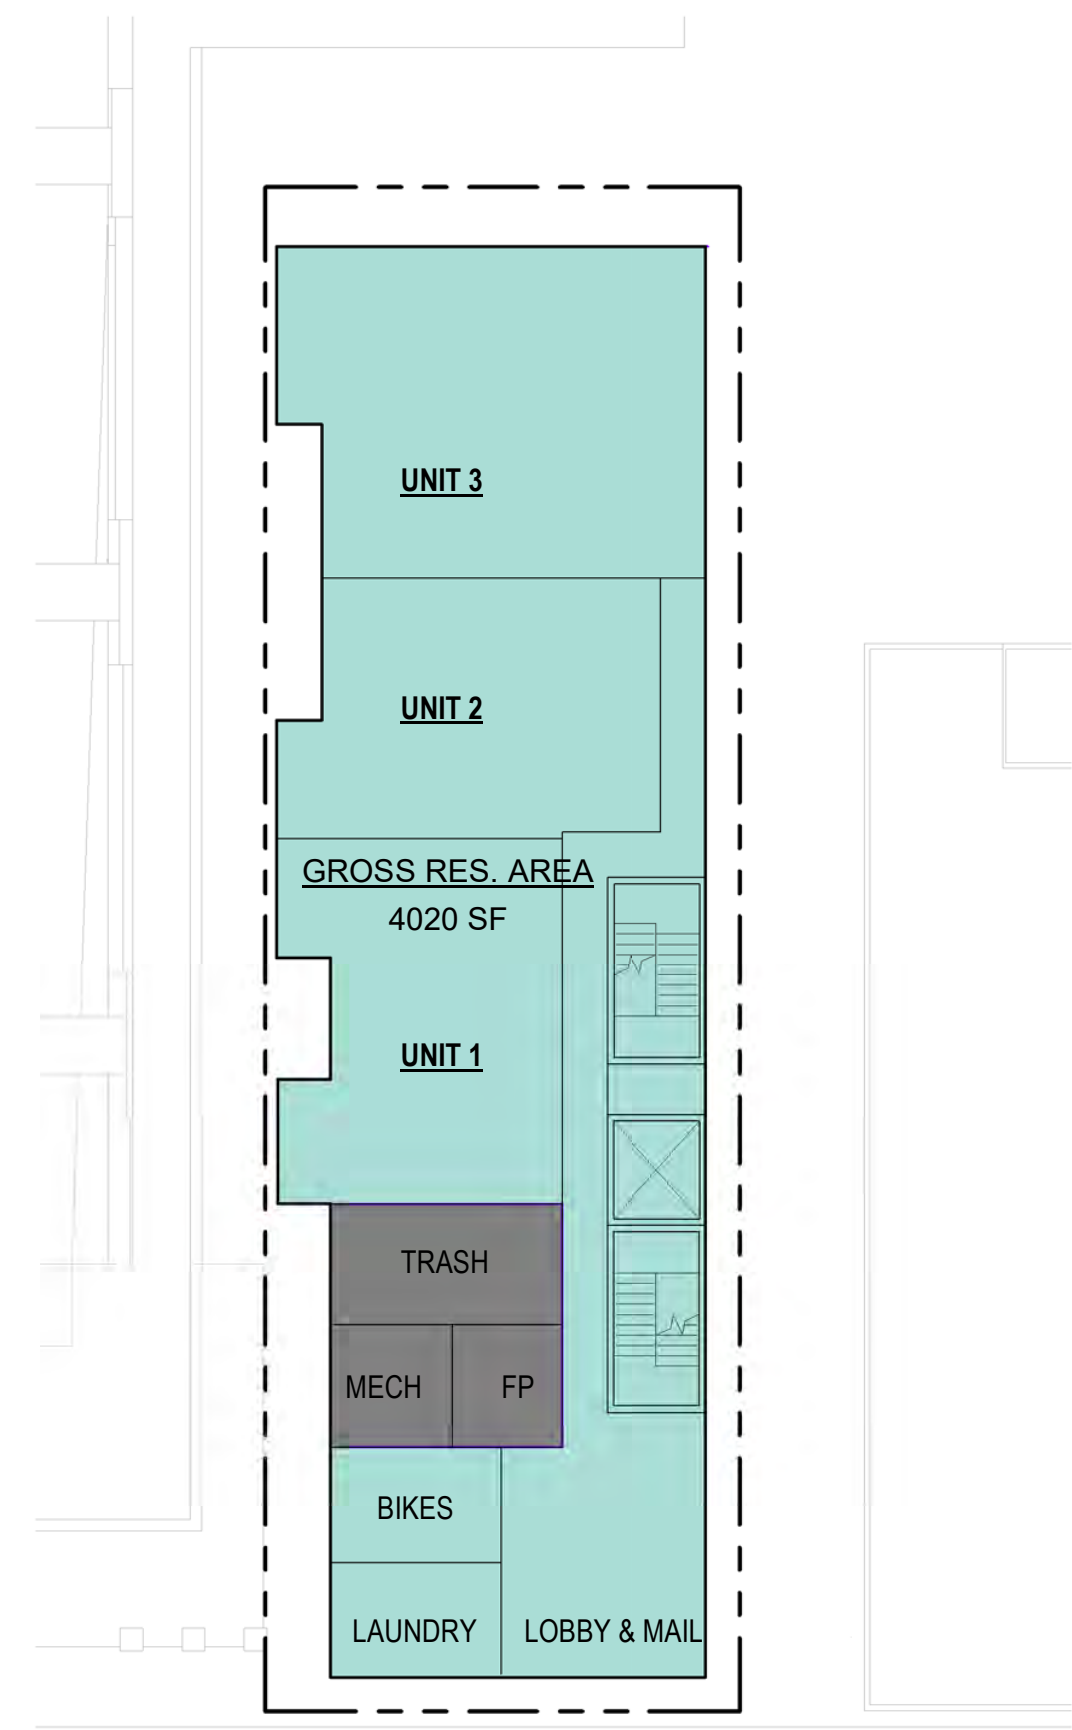 UNIT 3
UNIT 2
GROSS RES. AREA
4020 SF
UNIT 1
TRASH
MECH
FP
BIKES
LAUNDRY
LOBBY & MAIL